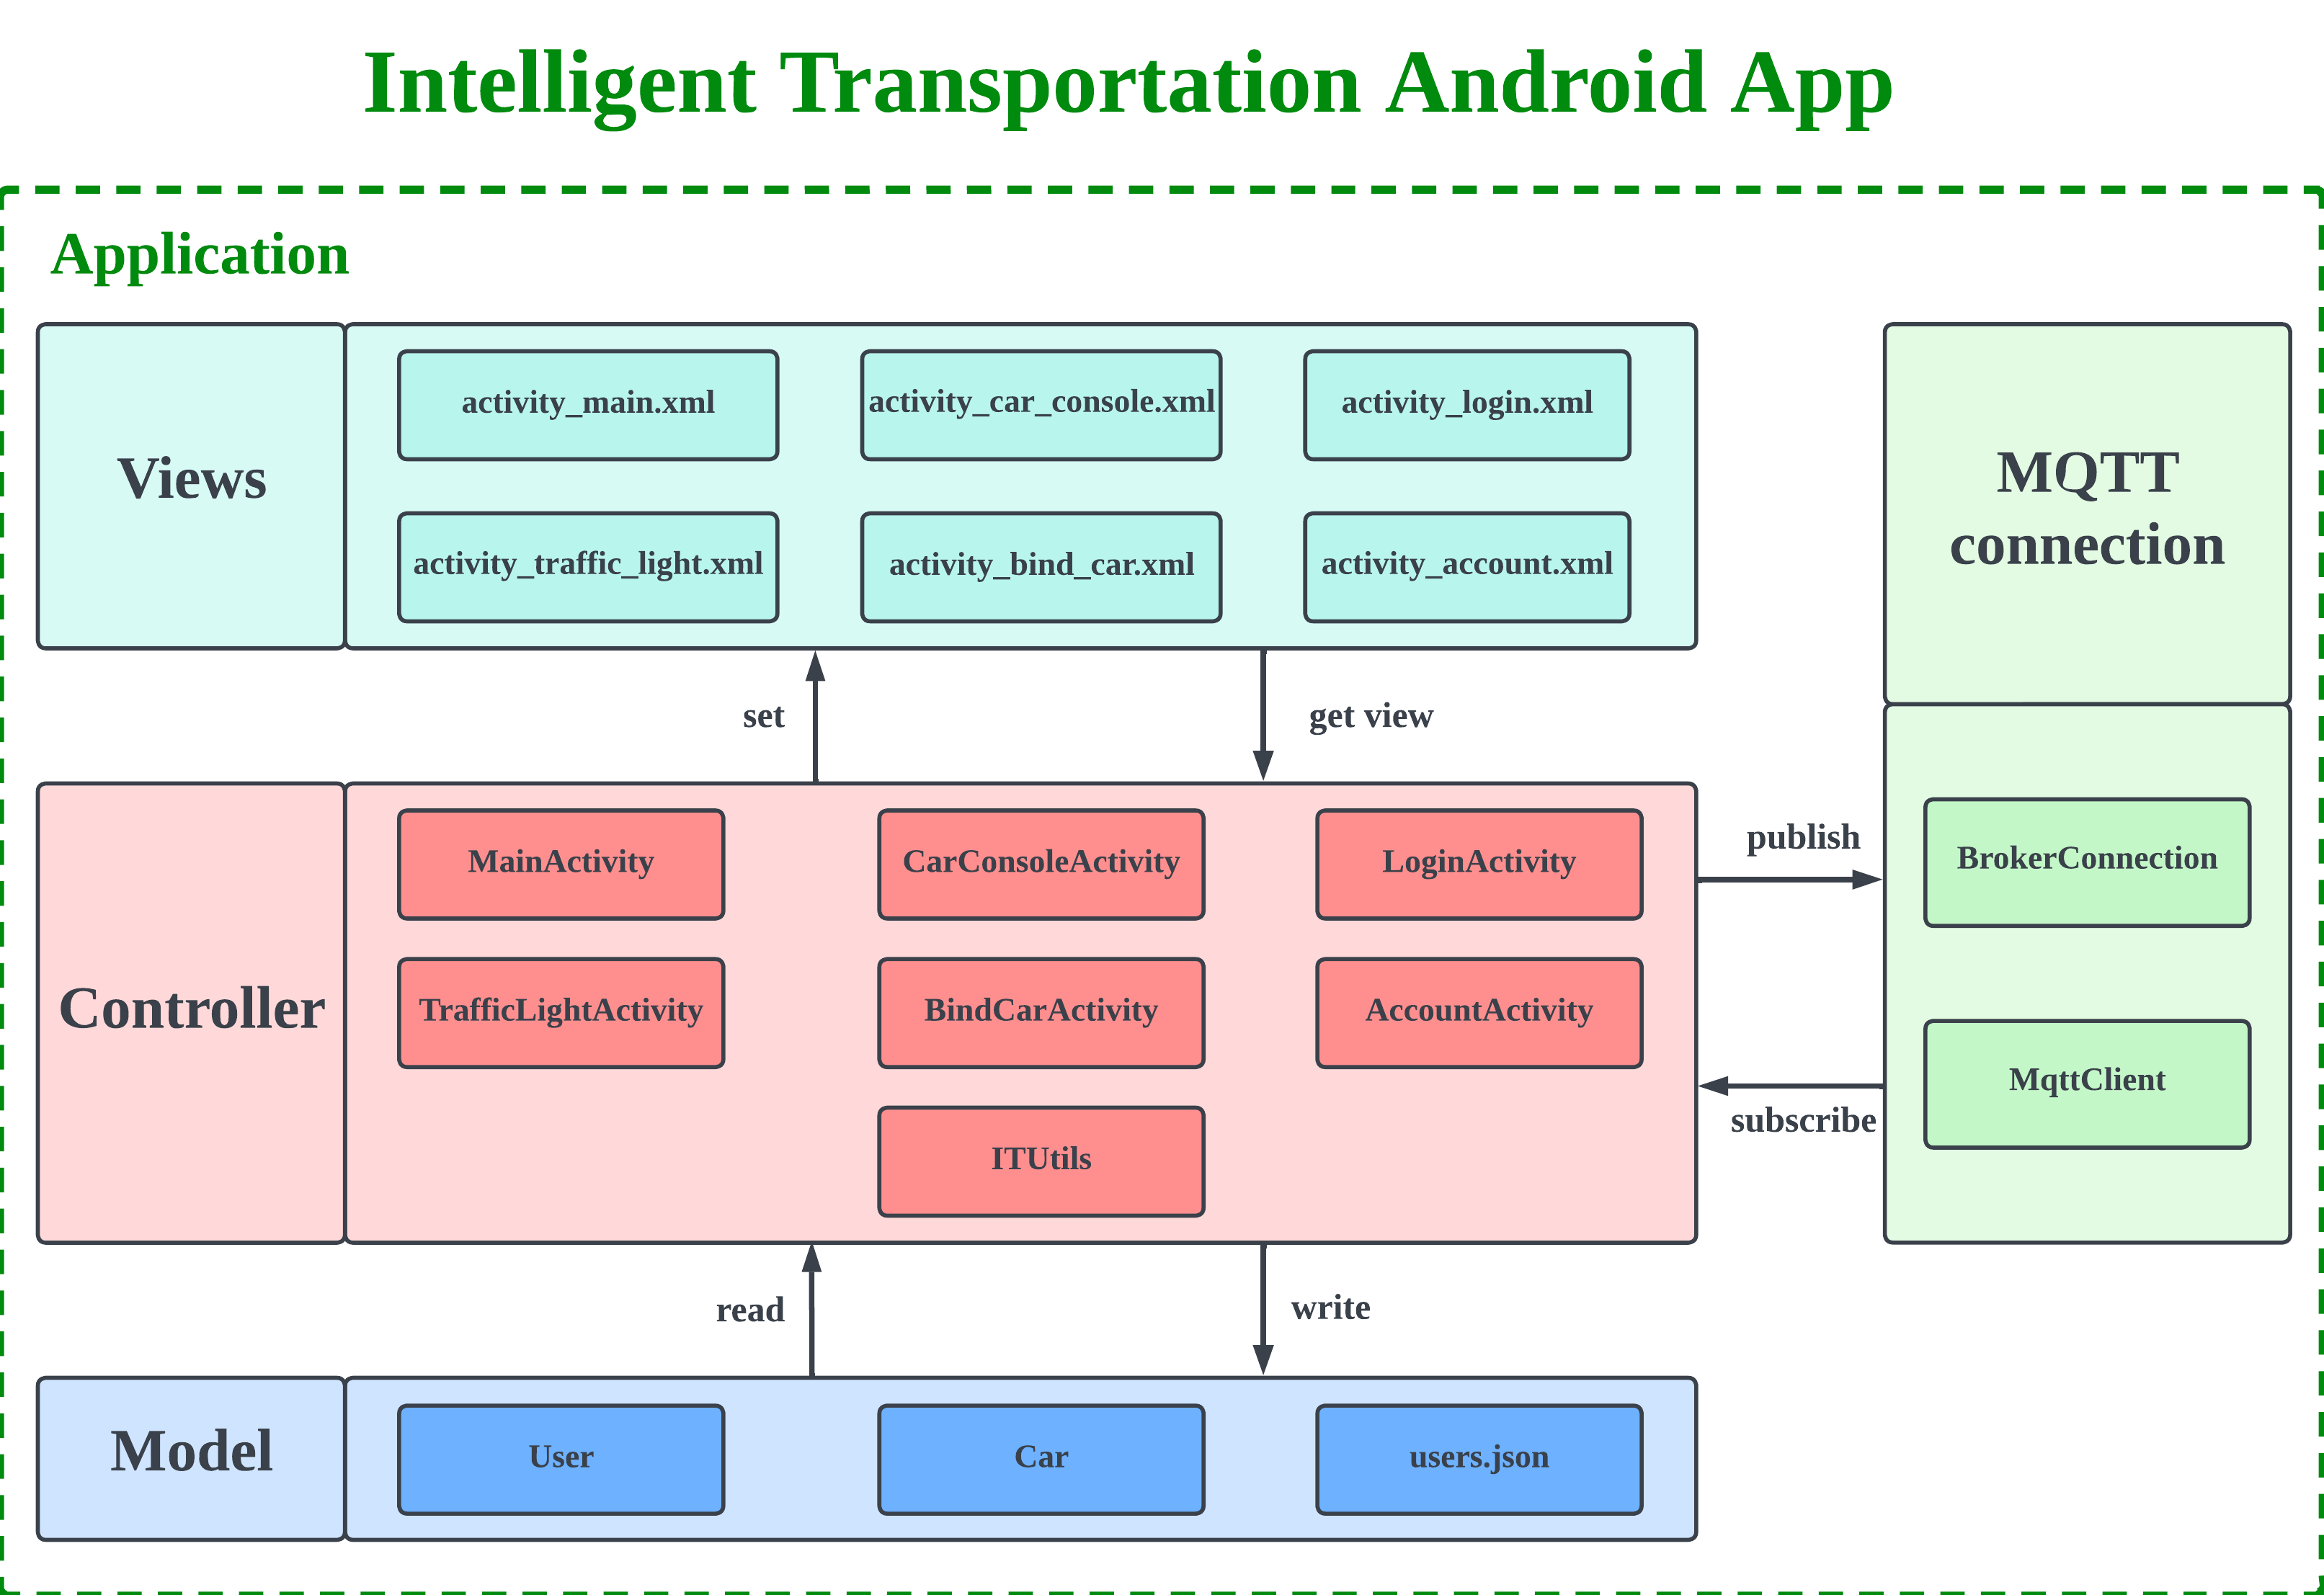 Intelligent Transportation Android App
Application
Views
activity_main.xml
activity_car_console.xml
activity_login.xml
activity_traffic_light.xml
activity_bind_car.xml
activity_account.xml
MQTT
connection
set
get view
Controller
MainActivity
CarConsoleActivity
LoginActivity
TrafficLightActivity
BindCarActivity
AccountActivity
ITUtils
publish
subscribe
BrokerConnection
MqttClient
read
write
Model
User
Car
users.json